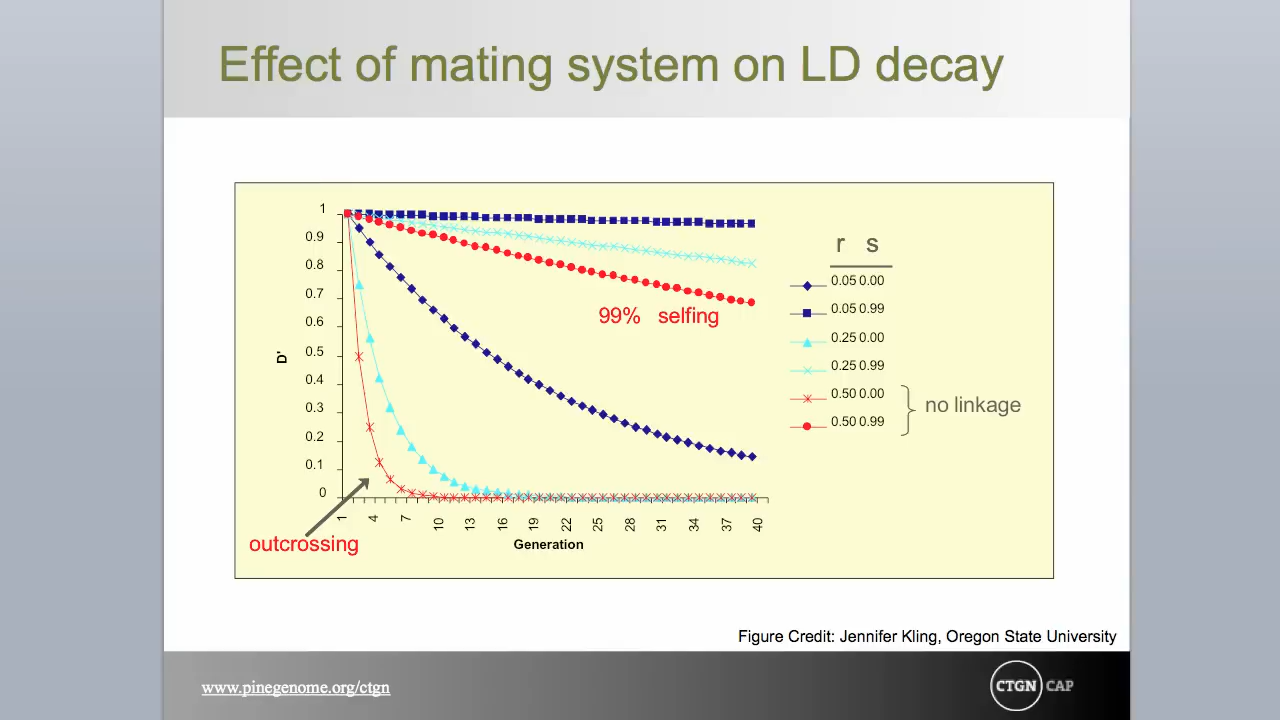 Effect of mating system on LD decay
1
0.9
0.8
0.7
0.6
0.5
0.4
0.3
0.2
0.1
0
D'
1 4 7 10 13 16 19 22 25 28 31 34 37 40
Generation
99% selfing
outcrossing
r s
0.05 0.00
0.05 0.99
0.25 0.00
0.25 0.99
0.50 0.00
0.50 0.99
no linkage
Figure Credit: Jennifer Kling, Oregon State University
www.pinegenome.org/ctgn
CTGN CAP